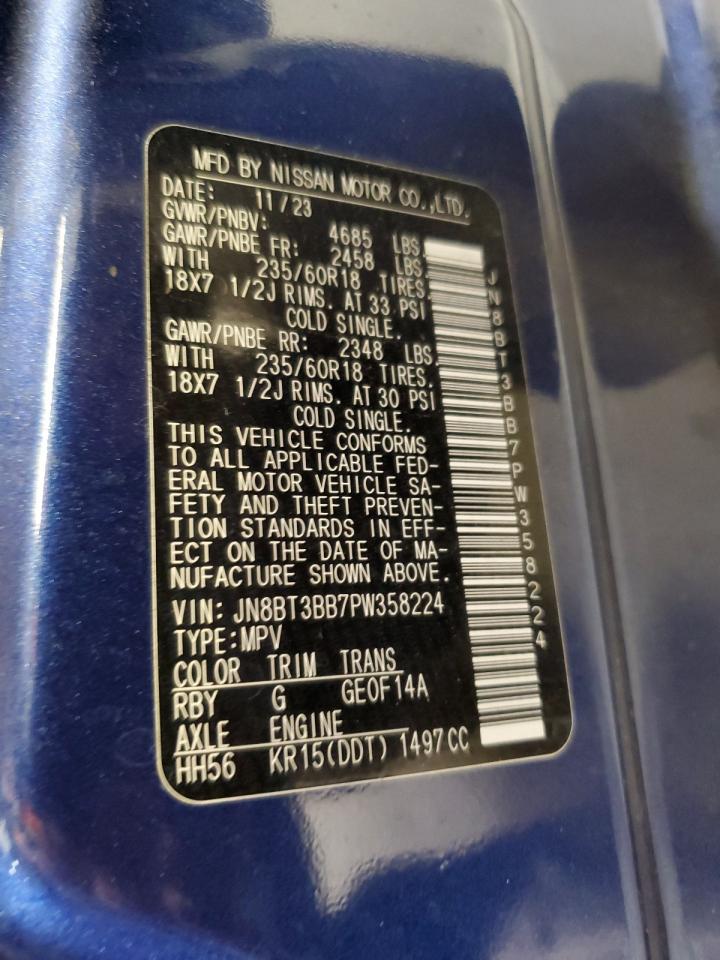 MFD BY NISSAN MOTOR CO.,LTD.
DATE: 11/23
GVWR/PNBV: 4685 LBS.
GAWR/PNBE FR: 2458 LBS.
WITH 235/60R18 TIRES.
18X7 1/2J RIMS. AT 33 PSI
COLD SINGLE.
GAWR/PNBE RR: 2348 LBS.
WITH 235/60R18 TIRES.
18X7 1/2J RIMS. AT 30 PSI
COLD SINGLE.
THIS VEHICLE CONFORMS
TO ALL APPLICABLE FED-
ERAL MOTOR VEHICLE SA-
FETY AND THEFT PREVEN-
TION STANDARDS IN EFF-
ECT ON THE DATE OF MA-
NUFACTURE SHOWN ABOVE.
VIN: JN8BT3BB7PW358224
TYPE:MPV
COLOR TRIM TRANS
RBY G GEOF14A
AXLE ENGINE
HH56 KR15(DDT) 1497CC
JN8BT3BB7PW358224